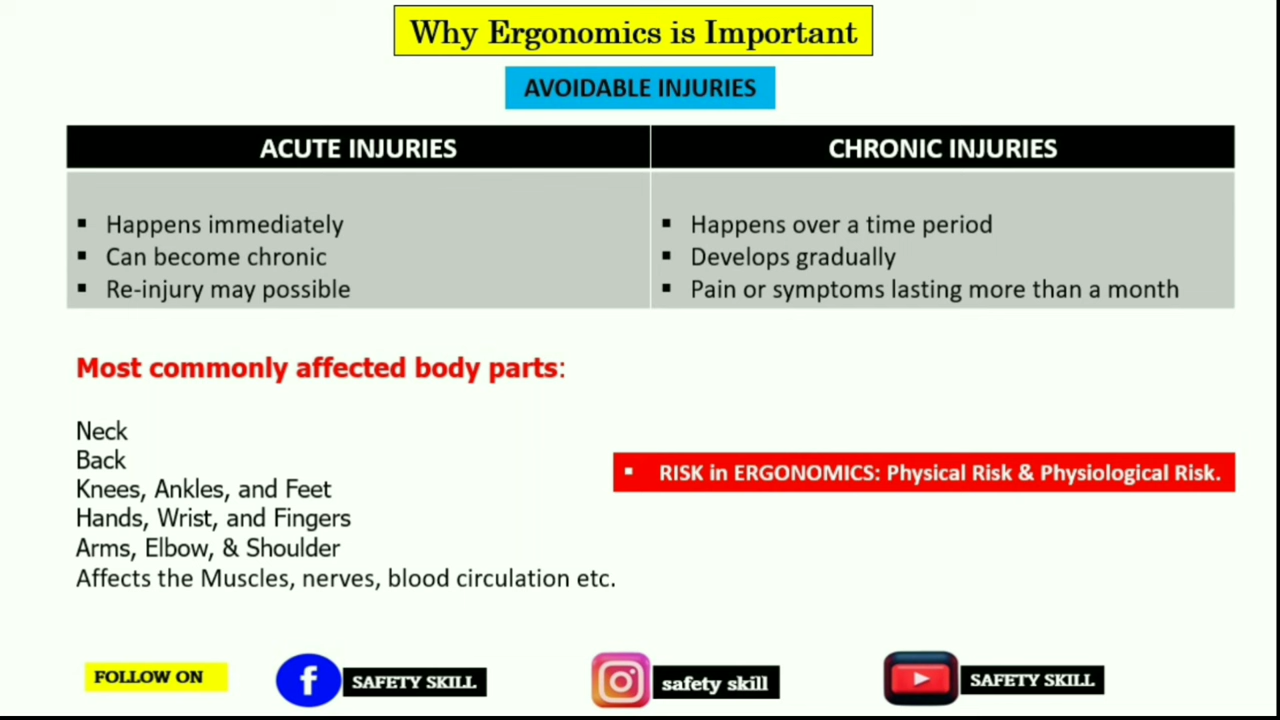 Why Ergonomics is Important
AVOIDABLE INJURIES
ACUTE INJURIES
CHRONIC INJURIES
▪ Happens immediately
▪ Can become chronic
▪ Re-injury may possible
▪ Happens over a time period
▪ Develops gradually
▪ Pain or symptoms lasting more than a month
Most commonly affected body parts:
Neck
Back
Knees, Ankles, and Feet
Hands, Wrist, and Fingers
Arms, Elbow, & Shoulder
Affects the Muscles, nerves, blood circulation etc.
▪ RISK in ERGONOMICS: Physical Risk & Physiological Risk.
FOLLOW ON
f
SAFETY SKILL
safety skill
SAFETY SKILL